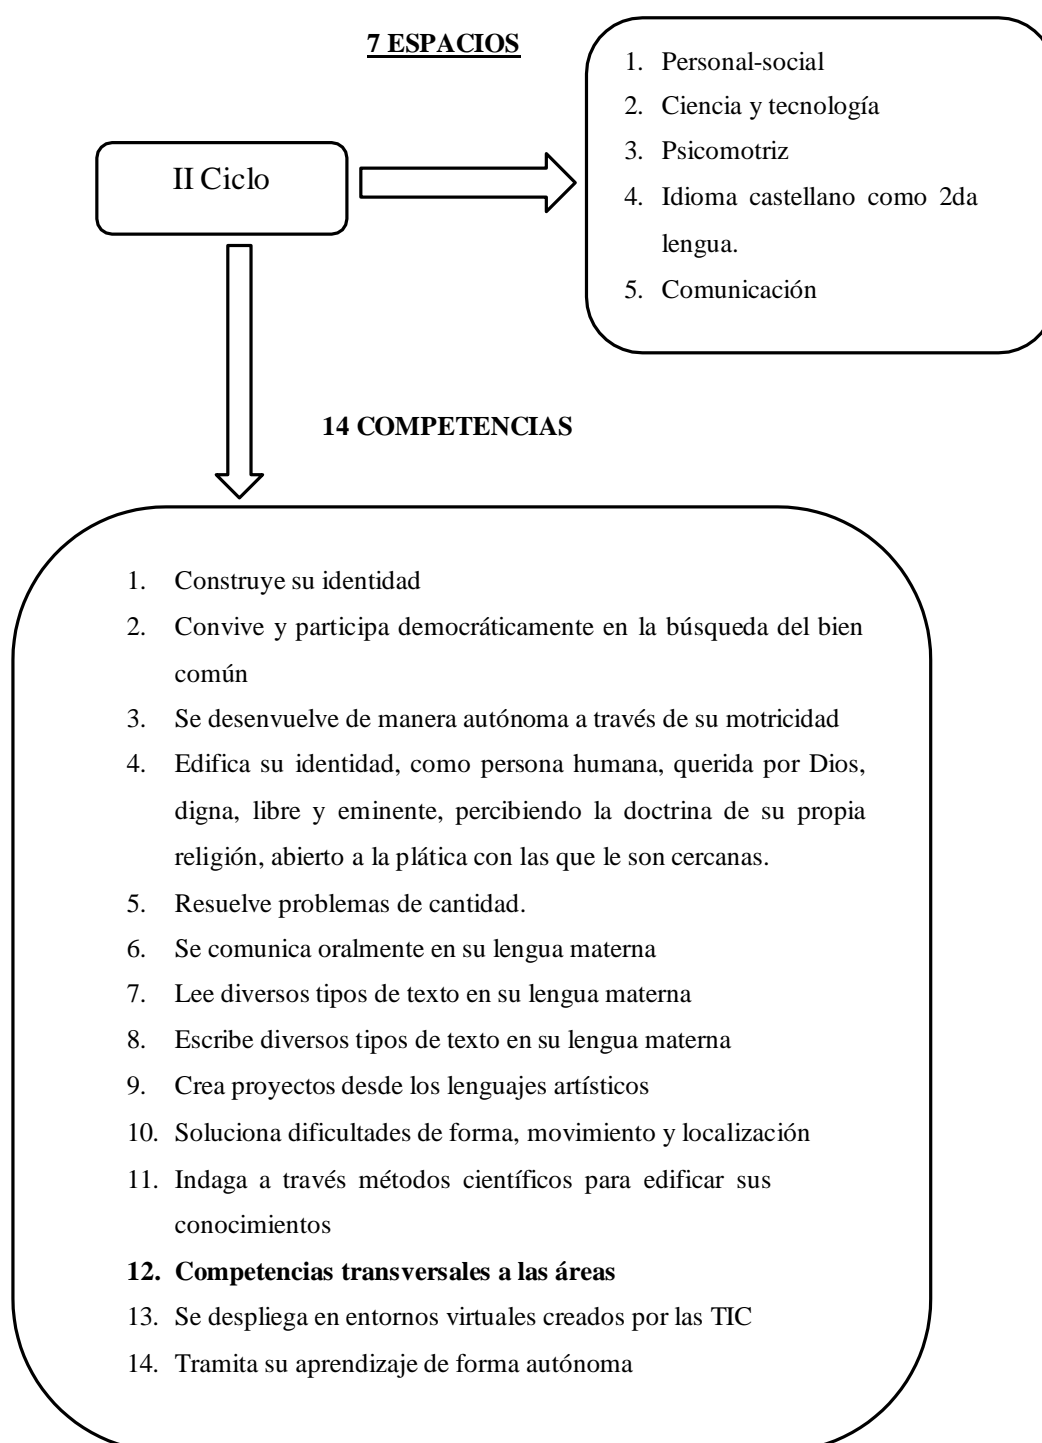 7 ESPACIOS
1. Personal-social
2. Ciencia y tecnología
3. Psicomotriz
4. Idioma castellano como 2da
lengua.
5. Comunicación
II Ciclo
14 COMPETENCIAS
1. Construye su identidad
2. Convive y participa democráticamente en la búsqueda del bien
común
3. Se desenvuelve de manera autónoma a través de su motricidad
4. Edifica su identidad, como persona humana, querida por Dios,
digna, libre y eminente, percibiendo la doctrina de su propia
religión, abierto a la plática con las que le son cercanas.
5. Resuelve problemas de cantidad.
6. Se comunica oralmente en su lengua materna
7. Lee diversos tipos de texto en su lengua materna
8. Escribe diversos tipos de texto en su lengua materna
9. Crea proyectos desde los lenguajes artísticos
10. Soluciona dificultades de forma, movimiento y localización
11. Indaga a través métodos científicos para edificar sus
conocimientos
12. Competencias transversales a las áreas
13. Se despliega en entornos virtuales creados por las TIC
14. Tramita su aprendizaje de forma autónoma